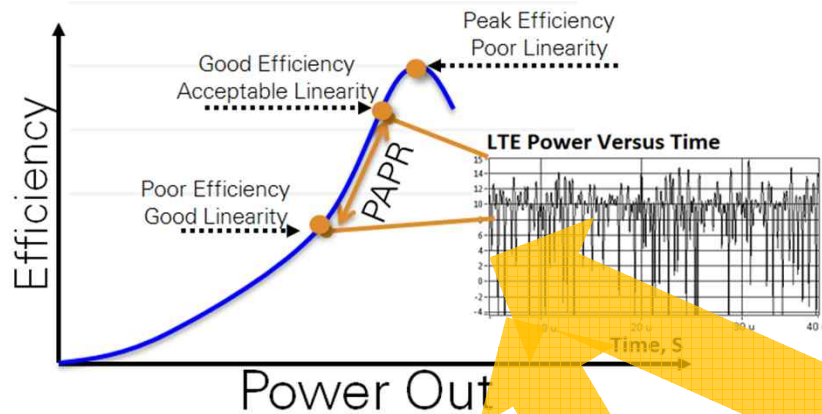 Peak Efficiency
Poor Linearity
Good Efficiency
Acceptable Linearity
LTE Power Versus Time
PAPR
Poor Efficiency
Good Linearity
Efficiency
15
14
12
10
8
6
4
2
0
-2
-4
20 u
30 u
40
Time, S
Power Out